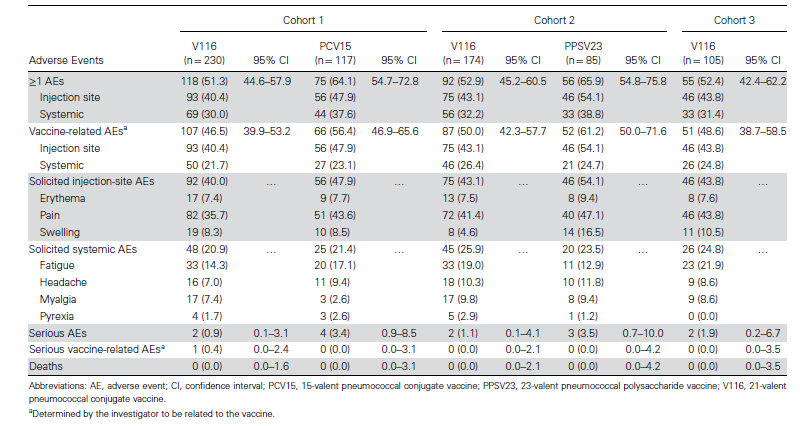 Cohort 1 Cohort 2 Cohort 3
V116 PCV15 V116 PPSV23 V116
Adverse Events (n = 230) 95% CI (n = 117) 95% CI (n = 174) 95% CI (n = 85) 95% CI (n = 105) 95% CI
≥1 AEs 118 (51.3) 44.6–57.9 75 (64.1) 54.7–72.8 92 (52.9) 45.2–60.5 56 (65.9) 54.8–75.8 55 (52.4) 42.4–62.2
Injection site 93 (40.4) 56 (47.9) 75 (43.1) 46 (54.1) 46 (43.8)
Systemic 69 (30.0) 44 (37.6) 56 (32.2) 33 (38.8) 33 (31.4)
Vaccine-related AEsᵃ 107 (46.5) 39.9–53.2 66 (56.4) 46.9–65.6 87 (50.0) 42.3–57.7 52 (61.2) 50.0–71.6 51 (48.6) 38.7–58.5
Injection site 93 (40.4) 56 (47.9) 75 (43.1) 46 (54.1) 46 (43.8)
Systemic 50 (21.7) 27 (23.1) 46 (26.4) 21 (24.7) 26 (24.8)
Solicited injection-site AEs 92 (40.0) … 56 (47.9) … 75 (43.1) … 46 (54.1) … 46 (43.8) …
Erythema 17 (7.4) 9 (7.7) 13 (7.5) 8 (9.4) 8 (7.6)
Pain 82 (35.7) 51 (43.6) 72 (41.4) 40 (47.1) 46 (43.8)
Swelling 19 (8.3) 10 (8.5) 8 (4.6) 14 (16.5) 11 (10.5)
Solicited systemic AEs 48 (20.9) … 25 (21.4) … 45 (25.9) … 20 (23.5) … 26 (24.8) …
Fatigue 33 (14.3) 20 (17.1) 33 (19.0) 11 (12.9) 23 (21.9)
Headache 16 (7.0) 11 (9.4) 18 (10.3) 10 (11.8) 9 (8.6)
Myalgia 17 (7.4) 3 (2.6) 17 (9.8) 8 (9.4) 9 (8.6)
Pyrexia 4 (1.7) 3 (2.6) 5 (2.9) 1 (1.2) 0 (0.0)
Serious AEs 2 (0.9) 0.1–3.1 4 (3.4) 0.9–8.5 2 (1.1) 0.1–4.1 3 (3.5) 0.7–10.0 2 (1.9) 0.2–6.7
Serious vaccine-related AEsᵃ 1 (0.4) 0.0–2.4 0 (0.0) 0.0–3.1 0 (0.0) 0.0–2.1 0 (0.0) 0.0–4.2 0 (0.0) 0.0–3.5
Deaths 0 (0.0) 0.0–1.6 0 (0.0) 0.0–3.1 0 (0.0) 0.0–2.1 0 (0.0) 0.0–4.2 0 (0.0) 0.0–3.5
Abbreviations: AE, adverse event; CI, confidence interval; PCV15, 15-valent pneumococcal conjugate vaccine; PPSV23, 23-valent pneumococcal polysaccharide vaccine; V116, 21-valent
pneumococcal conjugate vaccine.
ᵃDetermined by the investigator to be related to the vaccine.